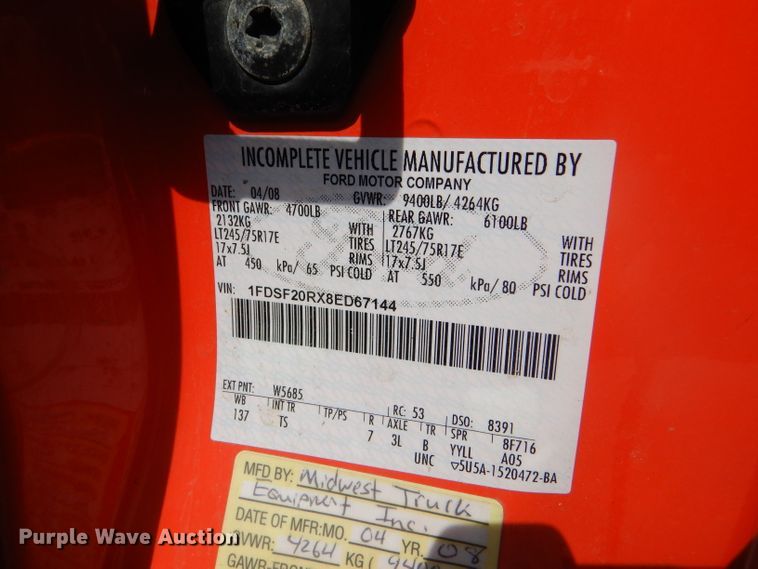 INCOMPLETE VEHICLE MANUFACTURED BY
FORD MOTOR COMPANY
DATE: 04/08 GVWR: 9400LB/ 4264KG
FRONT GAWR: 4700LB REAR GAWR: 6100LB
2132KG WITH 2767KG WITH
LT245/75R17E TIRES LT245/75R17E TIRES
17x7.5J RIMS 17x7.5J RIMS
AT 450 kPa/ 65 PSI COLD AT 550 kPa/ 80 PSI COLD
VIN: 1FDSF20RX8ED67144
EXT PNT: W5685 RC: 53 DSO: 8391
WB INT TR TP/PS R AXLE TR SPR 8F716
137 TS 7 3L B YYLL A05
UNC ▽5U5A-1520472-BA
MFD BY: Midwest Truck
Equipment Inc.
DATE OF MFR:MO. 04 YR. 08
GVWR: 4264 KG (
GAWR-FRON
Purple Wave Auction